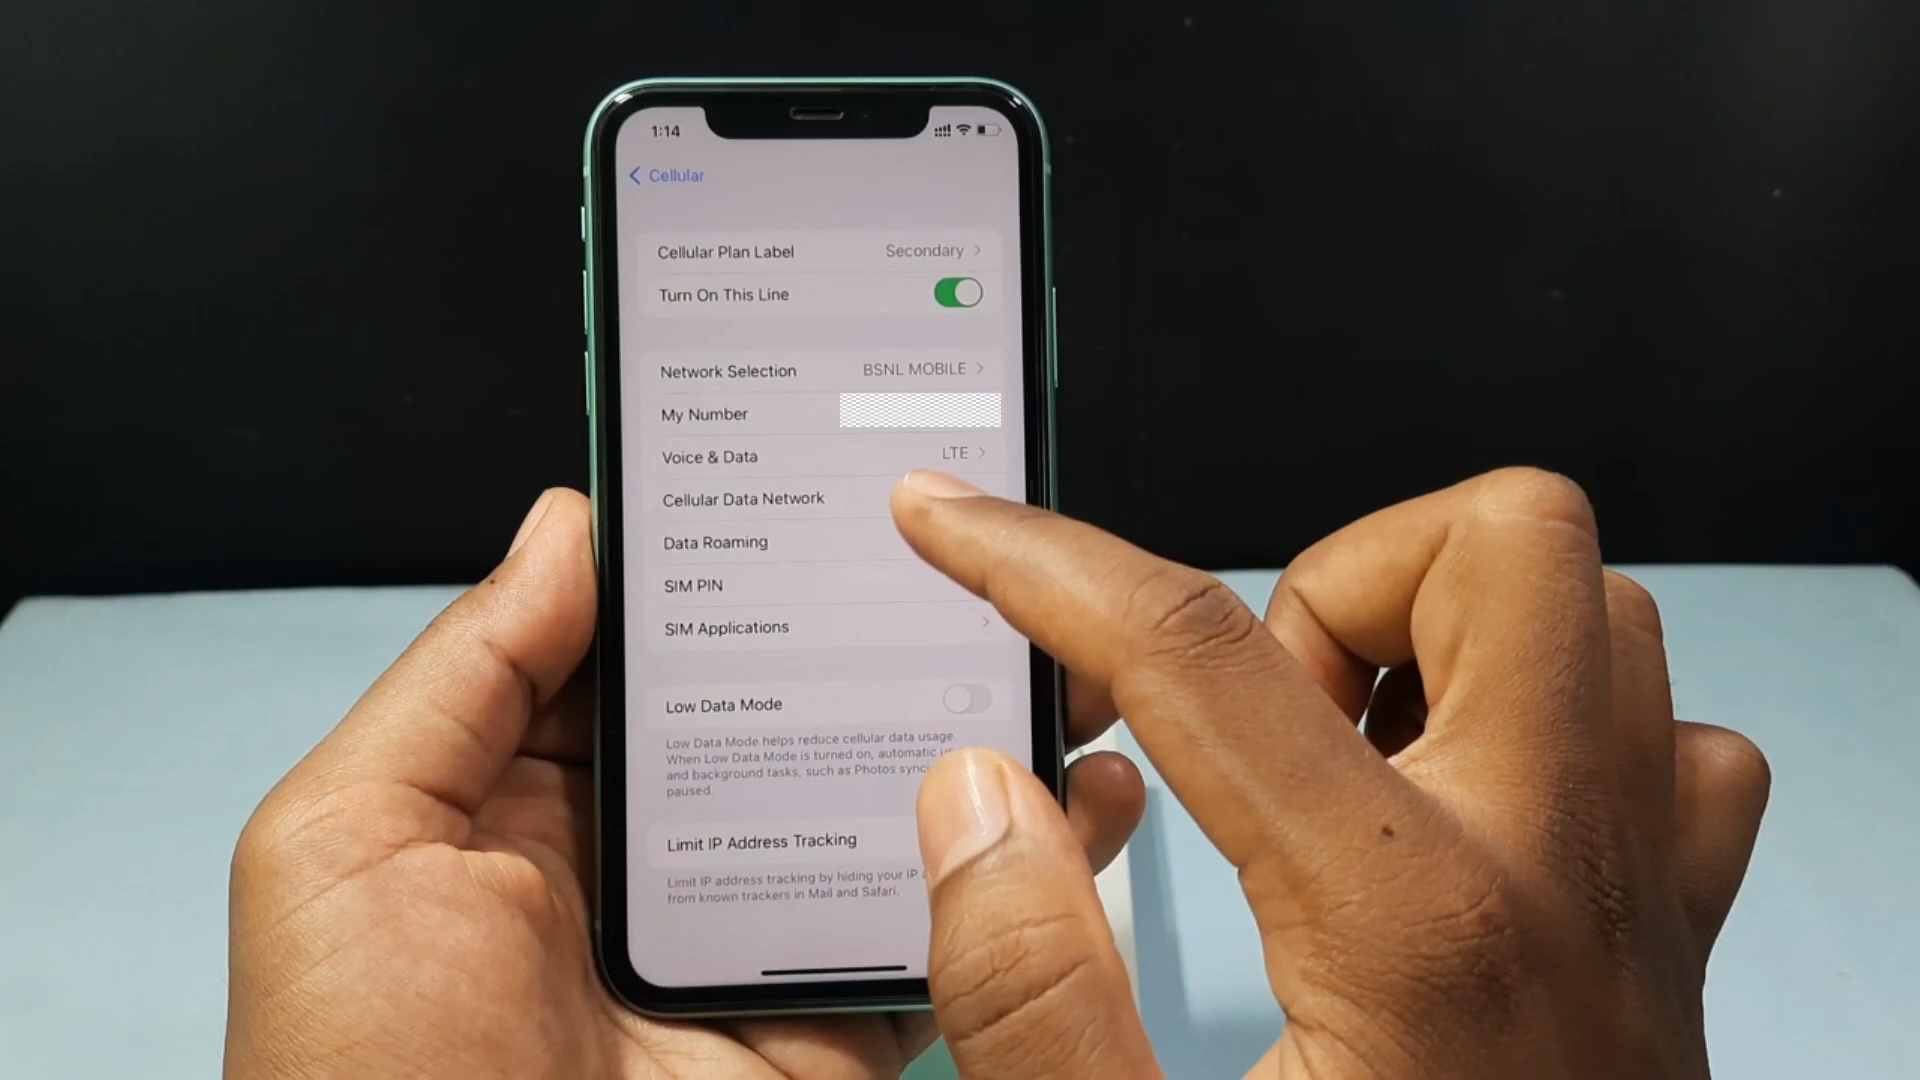 1:14
Cellular
Cellular Plan Label Secondary
Turn On This Line
Network Selection BSNL MOBILE
My Number
Voice & Data LTE
Cellular Data Network
Data Roaming
SIM PIN
SIM Applications
Low Data Mode
Low Data Mode helps reduce cellular data usage.
When Low Data Mode is turned on, automatic
and background tasks, such as Photos
paused.
Limit IP Address Tracking
Limit IP address tracking by hiding your IP
from known trackers in Mail and Safari.